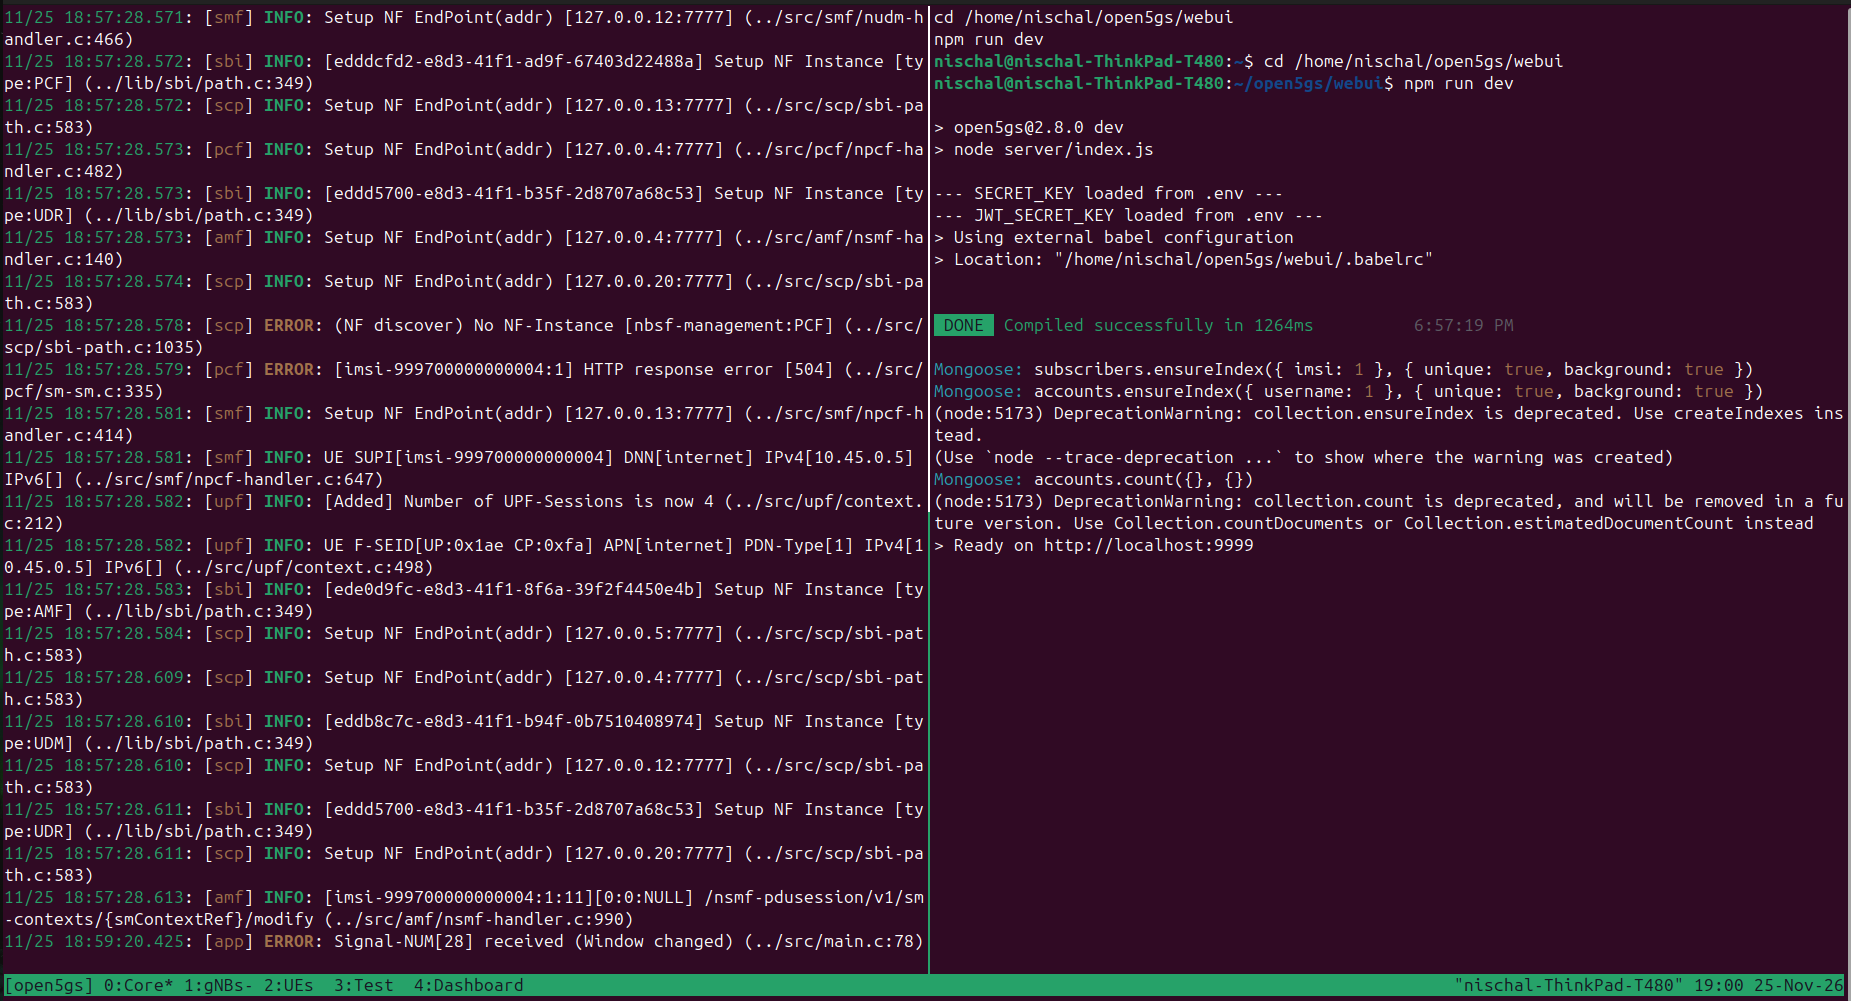 11/25 18:57:28.571: [smf] INFO: Setup NF EndPoint(addr) [127.0.0.12:7777] (../src/smf/nudm-h
andler.c:466)
11/25 18:57:28.572: [sbi] INFO: [edddcfd2-e8d3-41f1-ad9f-67403d22488a] Setup NF Instance [ty
pe:PCF] (../lib/sbi/path.c:349)
11/25 18:57:28.572: [scp] INFO: Setup NF EndPoint(addr) [127.0.0.13:7777] (../src/scp/sbi-pa
th.c:583)
11/25 18:57:28.573: [pcf] INFO: Setup NF EndPoint(addr) [127.0.0.4:7777] (../src/pcf/npcf-ha
ndler.c:482)
11/25 18:57:28.573: [sbi] INFO: [eddd5700-e8d3-41f1-b35f-2d8707a68c53] Setup NF Instance [ty
pe:UDR] (../lib/sbi/path.c:349)
11/25 18:57:28.573: [amf] INFO: Setup NF EndPoint(addr) [127.0.0.4:7777] (../src/amf/nsmf-ha
ndler.c:140)
11/25 18:57:28.574: [scp] INFO: Setup NF EndPoint(addr) [127.0.0.20:7777] (../src/scp/sbi-pa
th.c:583)
11/25 18:57:28.578: [scp] ERROR: (NF discover) No NF-Instance [nbsf-management:PCF] (../src/
scp/sbi-path.c:1035)
11/25 18:57:28.579: [pcf] ERROR: [imsi-999700000000004:1] HTTP response error [504] (../src/
pcf/sm-sm.c:335)
11/25 18:57:28.581: [smf] INFO: Setup NF EndPoint(addr) [127.0.0.13:7777] (../src/smf/npcf-h
andler.c:414)
11/25 18:57:28.581: [smf] INFO: UE SUPI[imsi-999700000000004] DNN[internet] IPv4[10.45.0.5]
IPv6[] (../src/smf/npcf-handler.c:647)
11/25 18:57:28.582: [upf] INFO: [Added] Number of UPF-Sessions is now 4 (../src/upf/context.
c:212)
11/25 18:57:28.582: [upf] INFO: UE F-SEID[UP:0x1ae CP:0xfa] APN[internet] PDN-Type[1] IPv4[1
0.45.0.5] IPv6[] (../src/upf/context.c:498)
11/25 18:57:28.583: [sbi] INFO: [ede0d9fc-e8d3-41f1-8f6a-39f2f4450e4b] Setup NF Instance [ty
pe:AMF] (../lib/sbi/path.c:349)
11/25 18:57:28.584: [scp] INFO: Setup NF EndPoint(addr) [127.0.0.5:7777] (../src/scp/sbi-pat
h.c:583)
11/25 18:57:28.609: [scp] INFO: Setup NF EndPoint(addr) [127.0.0.4:7777] (../src/scp/sbi-pat
h.c:583)
11/25 18:57:28.610: [sbi] INFO: [eddb8c7c-e8d3-41f1-b94f-0b7510408974] Setup NF Instance [ty
pe:UDM] (../lib/sbi/path.c:349)
11/25 18:57:28.610: [scp] INFO: Setup NF EndPoint(addr) [127.0.0.12:7777] (../src/scp/sbi-pa
th.c:583)
11/25 18:57:28.611: [sbi] INFO: [eddd5700-e8d3-41f1-b35f-2d8707a68c53] Setup NF Instance [ty
pe:UDR] (../lib/sbi/path.c:349)
11/25 18:57:28.611: [scp] INFO: Setup NF EndPoint(addr) [127.0.0.20:7777] (../src/scp/sbi-pa
th.c:583)
11/25 18:57:28.613: [amf] INFO: [imsi-999700000000004:1:11][0:0:NULL] /nsmf-pdusession/v1/sm
-contexts/{smContextRef}/modify (../src/amf/nsmf-handler.c:990)
11/25 18:59:20.425: [app] ERROR: Signal-NUM[28] received (Window changed) (../src/main.c:78)
cd /home/nischal/open5gs/webui
npm run dev
nischal@nischal-ThinkPad-T480:~$ cd /home/nischal/open5gs/webui
nischal@nischal-ThinkPad-T480:~/open5gs/webui$ npm run dev
> open5gs@2.8.0 dev
> node server/index.js
--- SECRET_KEY loaded from .env ---
--- JWT_SECRET_KEY loaded from .env ---
> Using external babel configuration
> Location: "/home/nischal/open5gs/webui/.babelrc"
DONE Compiled successfully in 1264ms 6:57:19 PM
Mongoose: subscribers.ensureIndex({ imsi: 1 }, { unique: true, background: true })
Mongoose: accounts.ensureIndex({ username: 1 }, { unique: true, background: true })
(node:5173) DeprecationWarning: collection.ensureIndex is deprecated. Use createIndexes ins
tead.
(Use `node --trace-deprecation ...` to show where the warning was created)
Mongoose: accounts.count({}, {})
(node:5173) DeprecationWarning: collection.count is deprecated, and will be removed in a fu
ture version. Use Collection.countDocuments or Collection.estimatedDocumentCount instead
> Ready on http://localhost:9999
[open5gs] 0:Core* 1:gNBs- 2:UEs 3:Test 4:Dashboard "nischal-ThinkPad-T480" 19:00 25-Nov-26